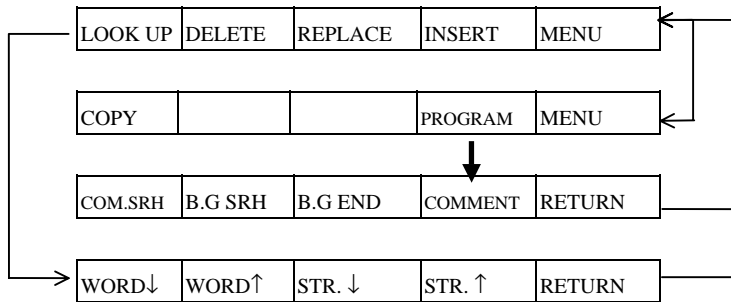 LOOK UP DELETE REPLACE INSERT MENU
COPY PROGRAM MENU
COM.SRH B.G SRH B.G END COMMENT RETURN
WORD↓ WORD↑ STR. ↓ STR. ↑ RETURN